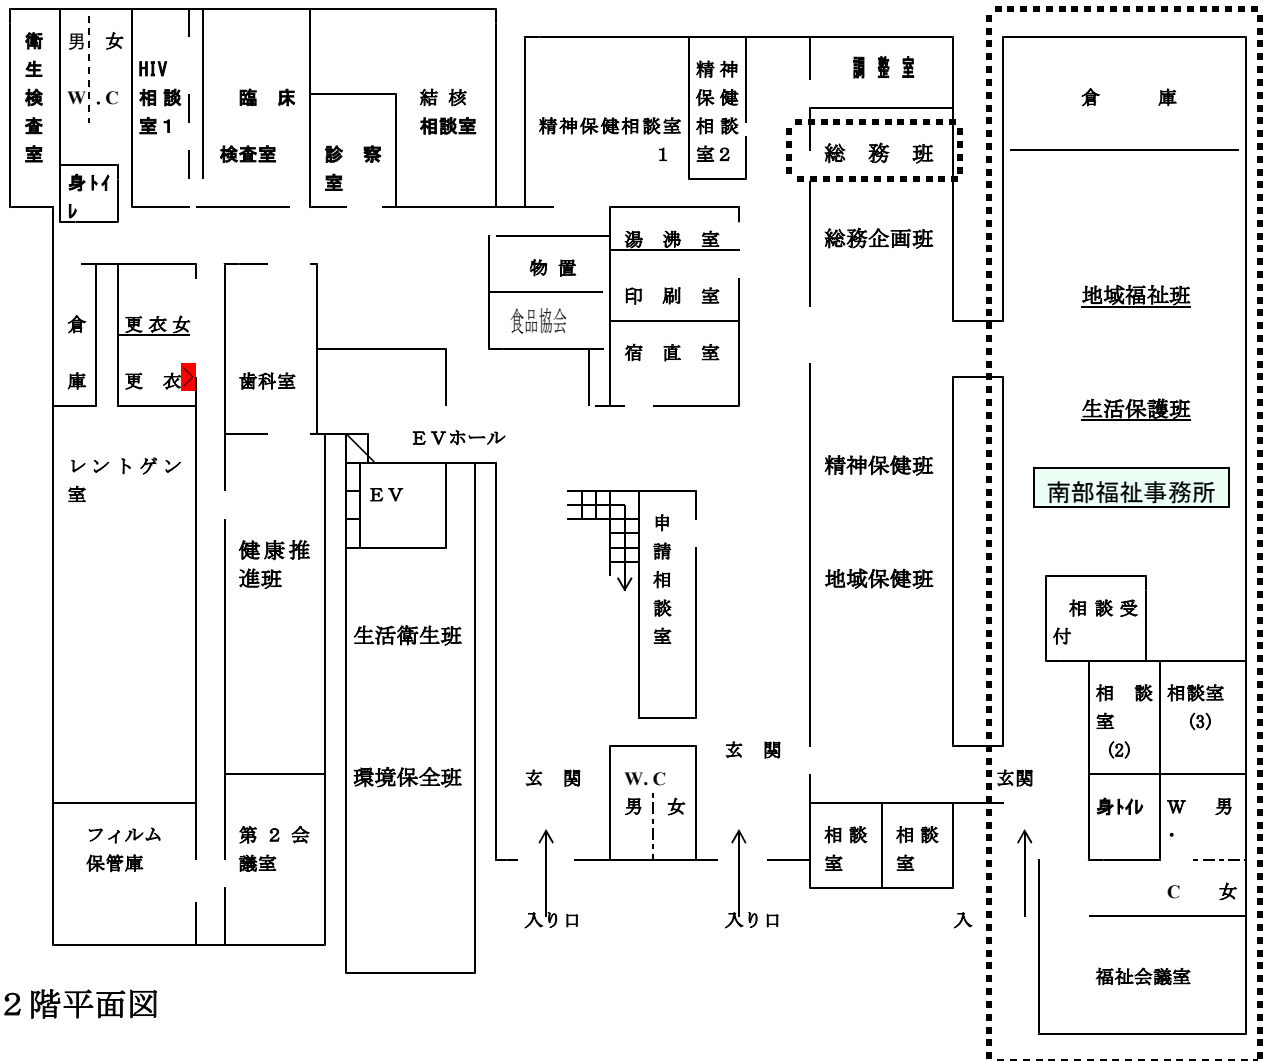 衛生検査室
男 女
W.C
身トイレ
HIV
相談
室１
臨 床
検査室
診 察
室
結核
相談室
精神保健相談室
１
精神
保健
相談
室２
調整室
総 務 班
総務企画班
倉 庫
地域福祉班
生活保護班
南部福祉事務所
湯 沸 室
物置
印 刷 室
食品協会
宿 直 室
倉
庫
更衣女
更 衣
歯科室
ＥＶホール
レントゲン
室
ＥＶ
精神保健班
申請相談室
健康推
進班
地域保健班
相談受
付
生活衛生班
相 談
室
(2)
相談室
(3)
環境保全班
玄 関
W.C
男 女
玄 関
玄関
フィルム
保管庫
第２会
議室
相談
室
相談
室
身トイレ
W 男
.
C 女
入り口
入り口
入
福祉会議室
２階平面図